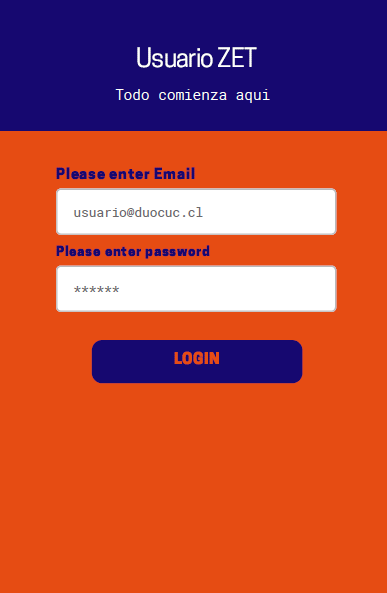 Usuario ZET
Todo comienza aqui
Please enter Email
usuario@duocuc.cl
Please enter password
******
LOGIN